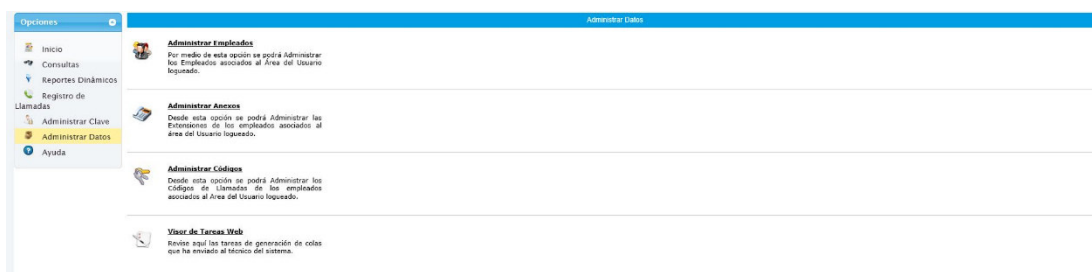 Opciones
Inicio
Consultas
Reportes Dinámicos
Registro de
Llamadas
Administrar Clave
Administrar Datos
Ayuda
Administrar Datos
Administrar Empleados
Por medio de esta opción se podrá Administrar
los Empleados asociados al Área del Usuario
logueado.
Administrar Anexos
Desde esta opción se podrá Administrar las
Extensiones de los empleados asociados al
área del Usuario logueado.
Administrar Códigos
Desde esta opción se podrá Administrar los
Códigos de Llamadas de los empleados
asociados al Area del Usuario logueado.
Visor de Tareas Web
Revise aquí las tareas de generación de colas
que ha enviado al técnico del sistema.